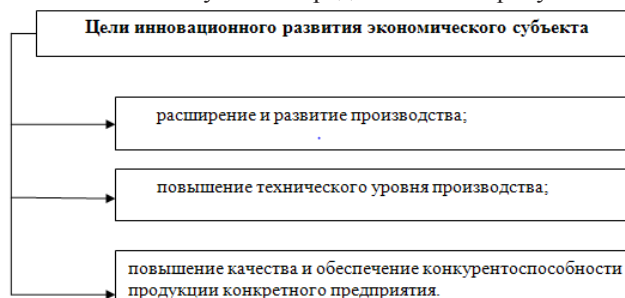 Цели инновационного развития экономического субъекта
расширение и развитие производства;
повышение технического уровня производства;
повышение качества и обеспечение конкурентоспособности
продукции конкретного предприятия.